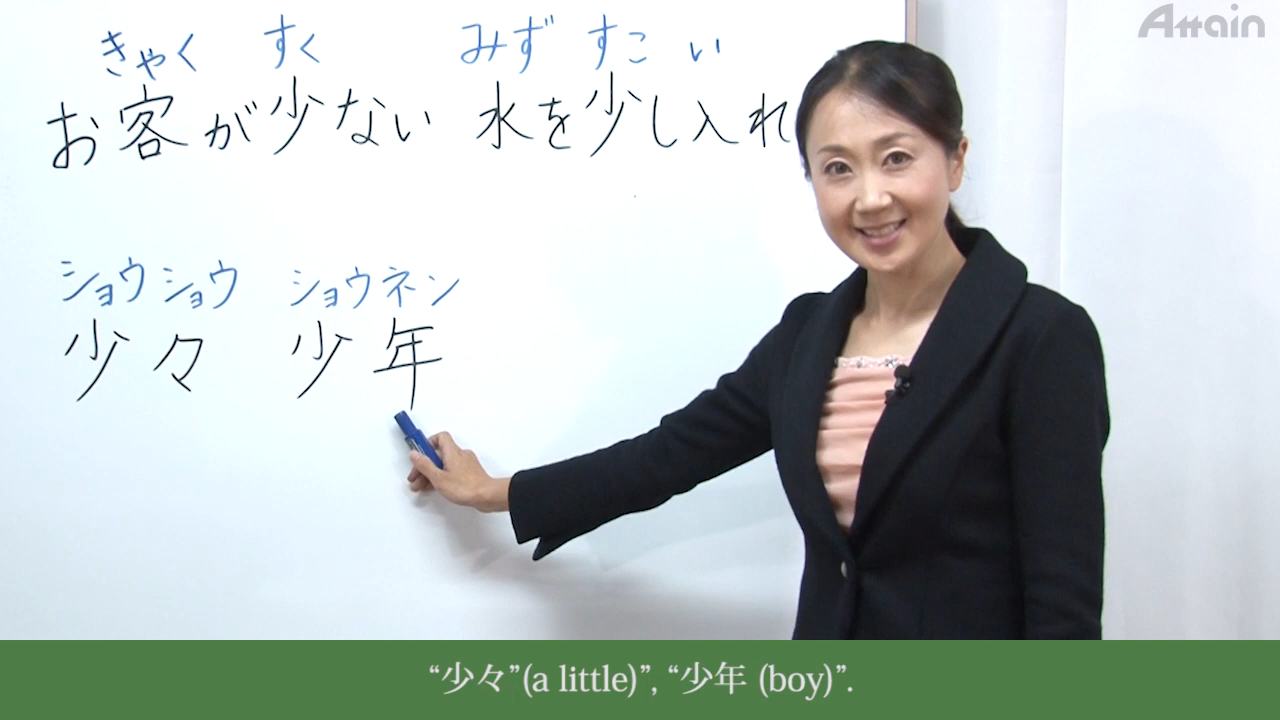 Attain
きゃく すく みず すこ い
お客が少ない 水を少し入れ
ショウショウ ショウネン
少々 少年
“少々”(a little)”, “少年 (boy)”.